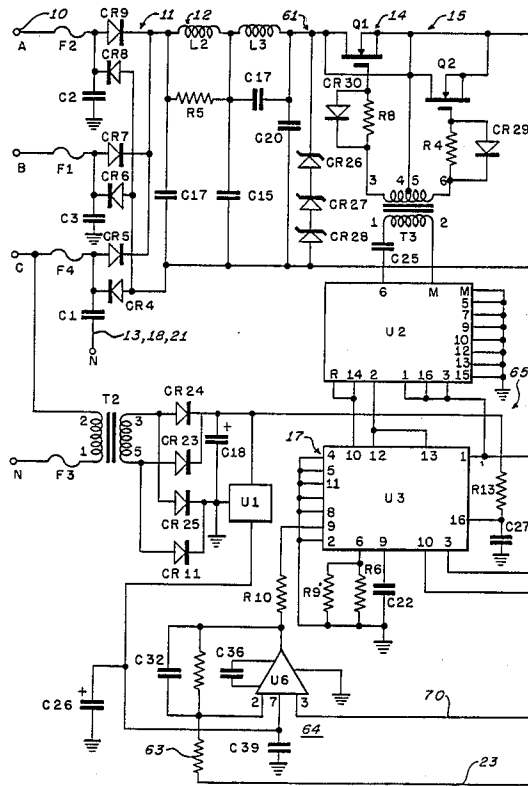 10
A
F2
CR9
11
12
L2
L3
61
Q1
14
15
CR8
C2
R5
C17
CR30
R8
Q2
C20
R4
CR29
B
F1
CR7
CR6
CR26
C3
C17
C15
CR27
3
4
5
6
C
CR5
CR28
1
2
F4
T3
CR4
C25
C1
6
M
M
13,18,21
U2
5
7
9
N
10
12
13
R
14
2
1
16
3
15
65
T2
CR24
2
3
C18
17
4
10
12
13
1
CR23
5
1
5
11
U3
R13
N
F3
U1
8
16
CR25
9
C27
2
6
9
10
3
CR11
R9
R6
C22
R10
C32
C36
U6
C26
70
2
7
3
63
C39
64
23